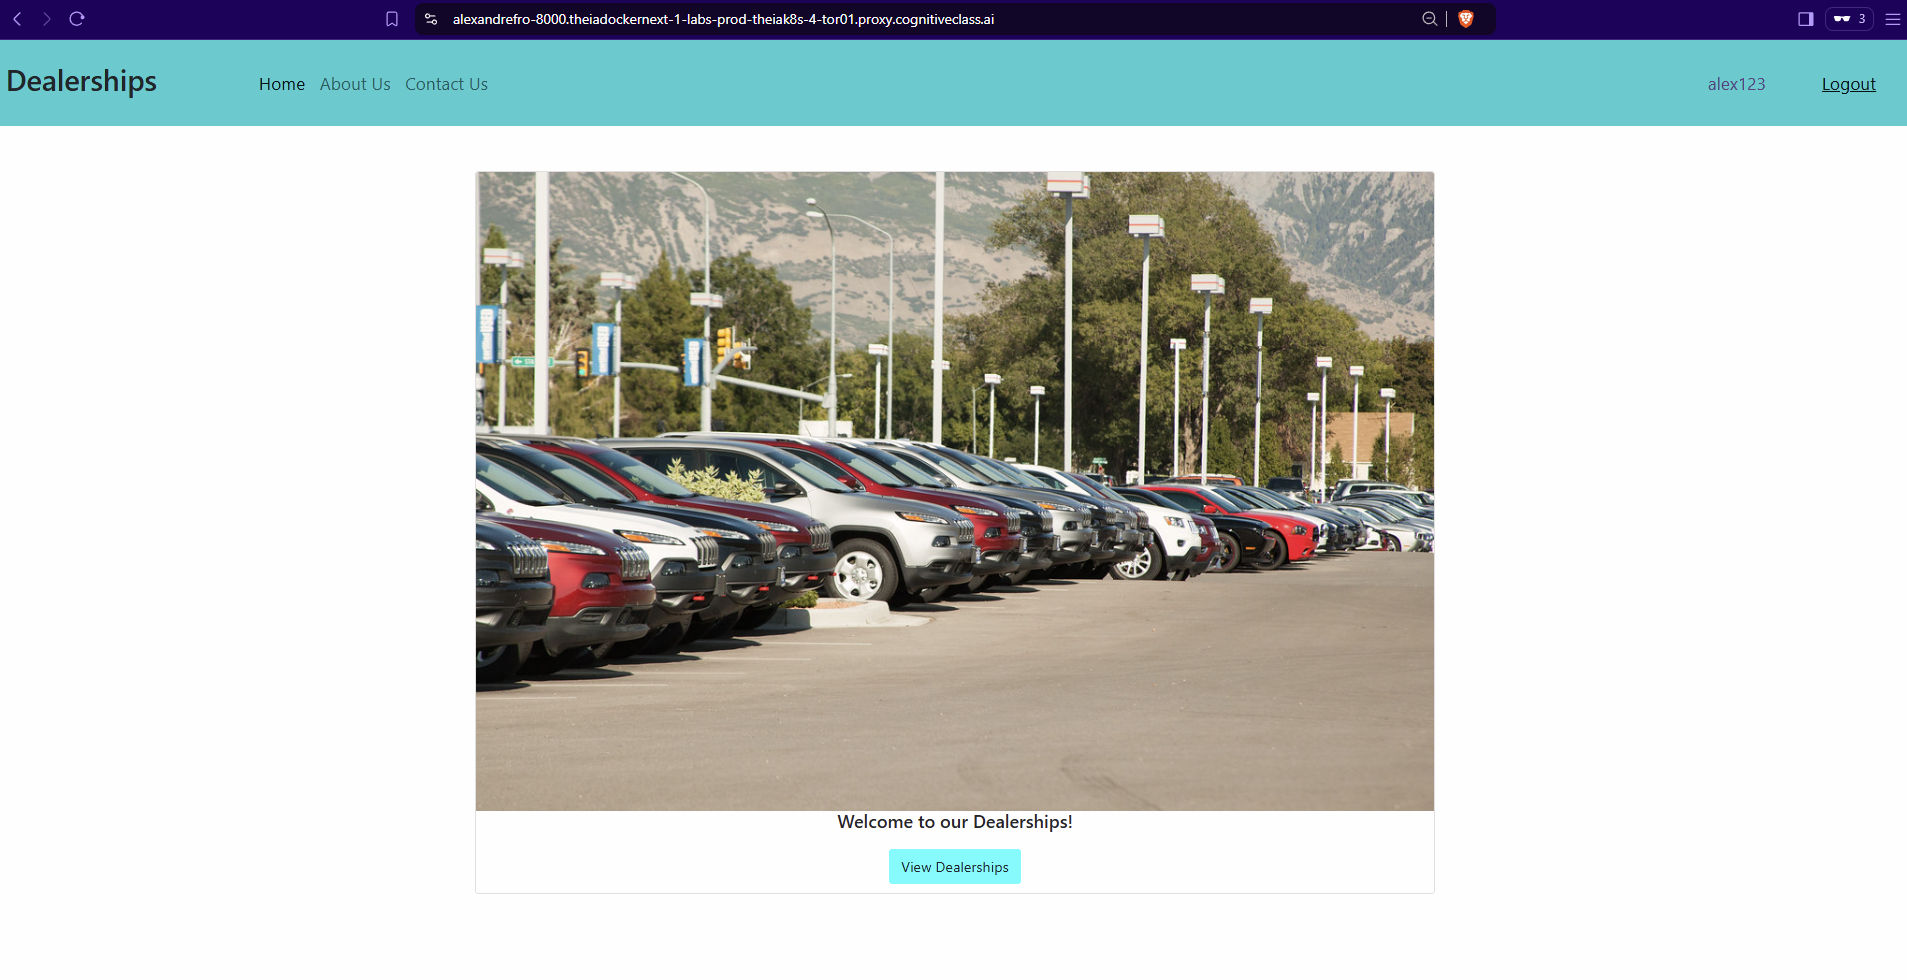 alexandrefro-8000.theiadockernext-1-labs-prod-theiak8s-4-tor01.proxy.cognitiveclass.ai
3
Dealerships
Home About Us Contact Us
alex123
Logout
Welcome to our Dealerships!
View Dealerships